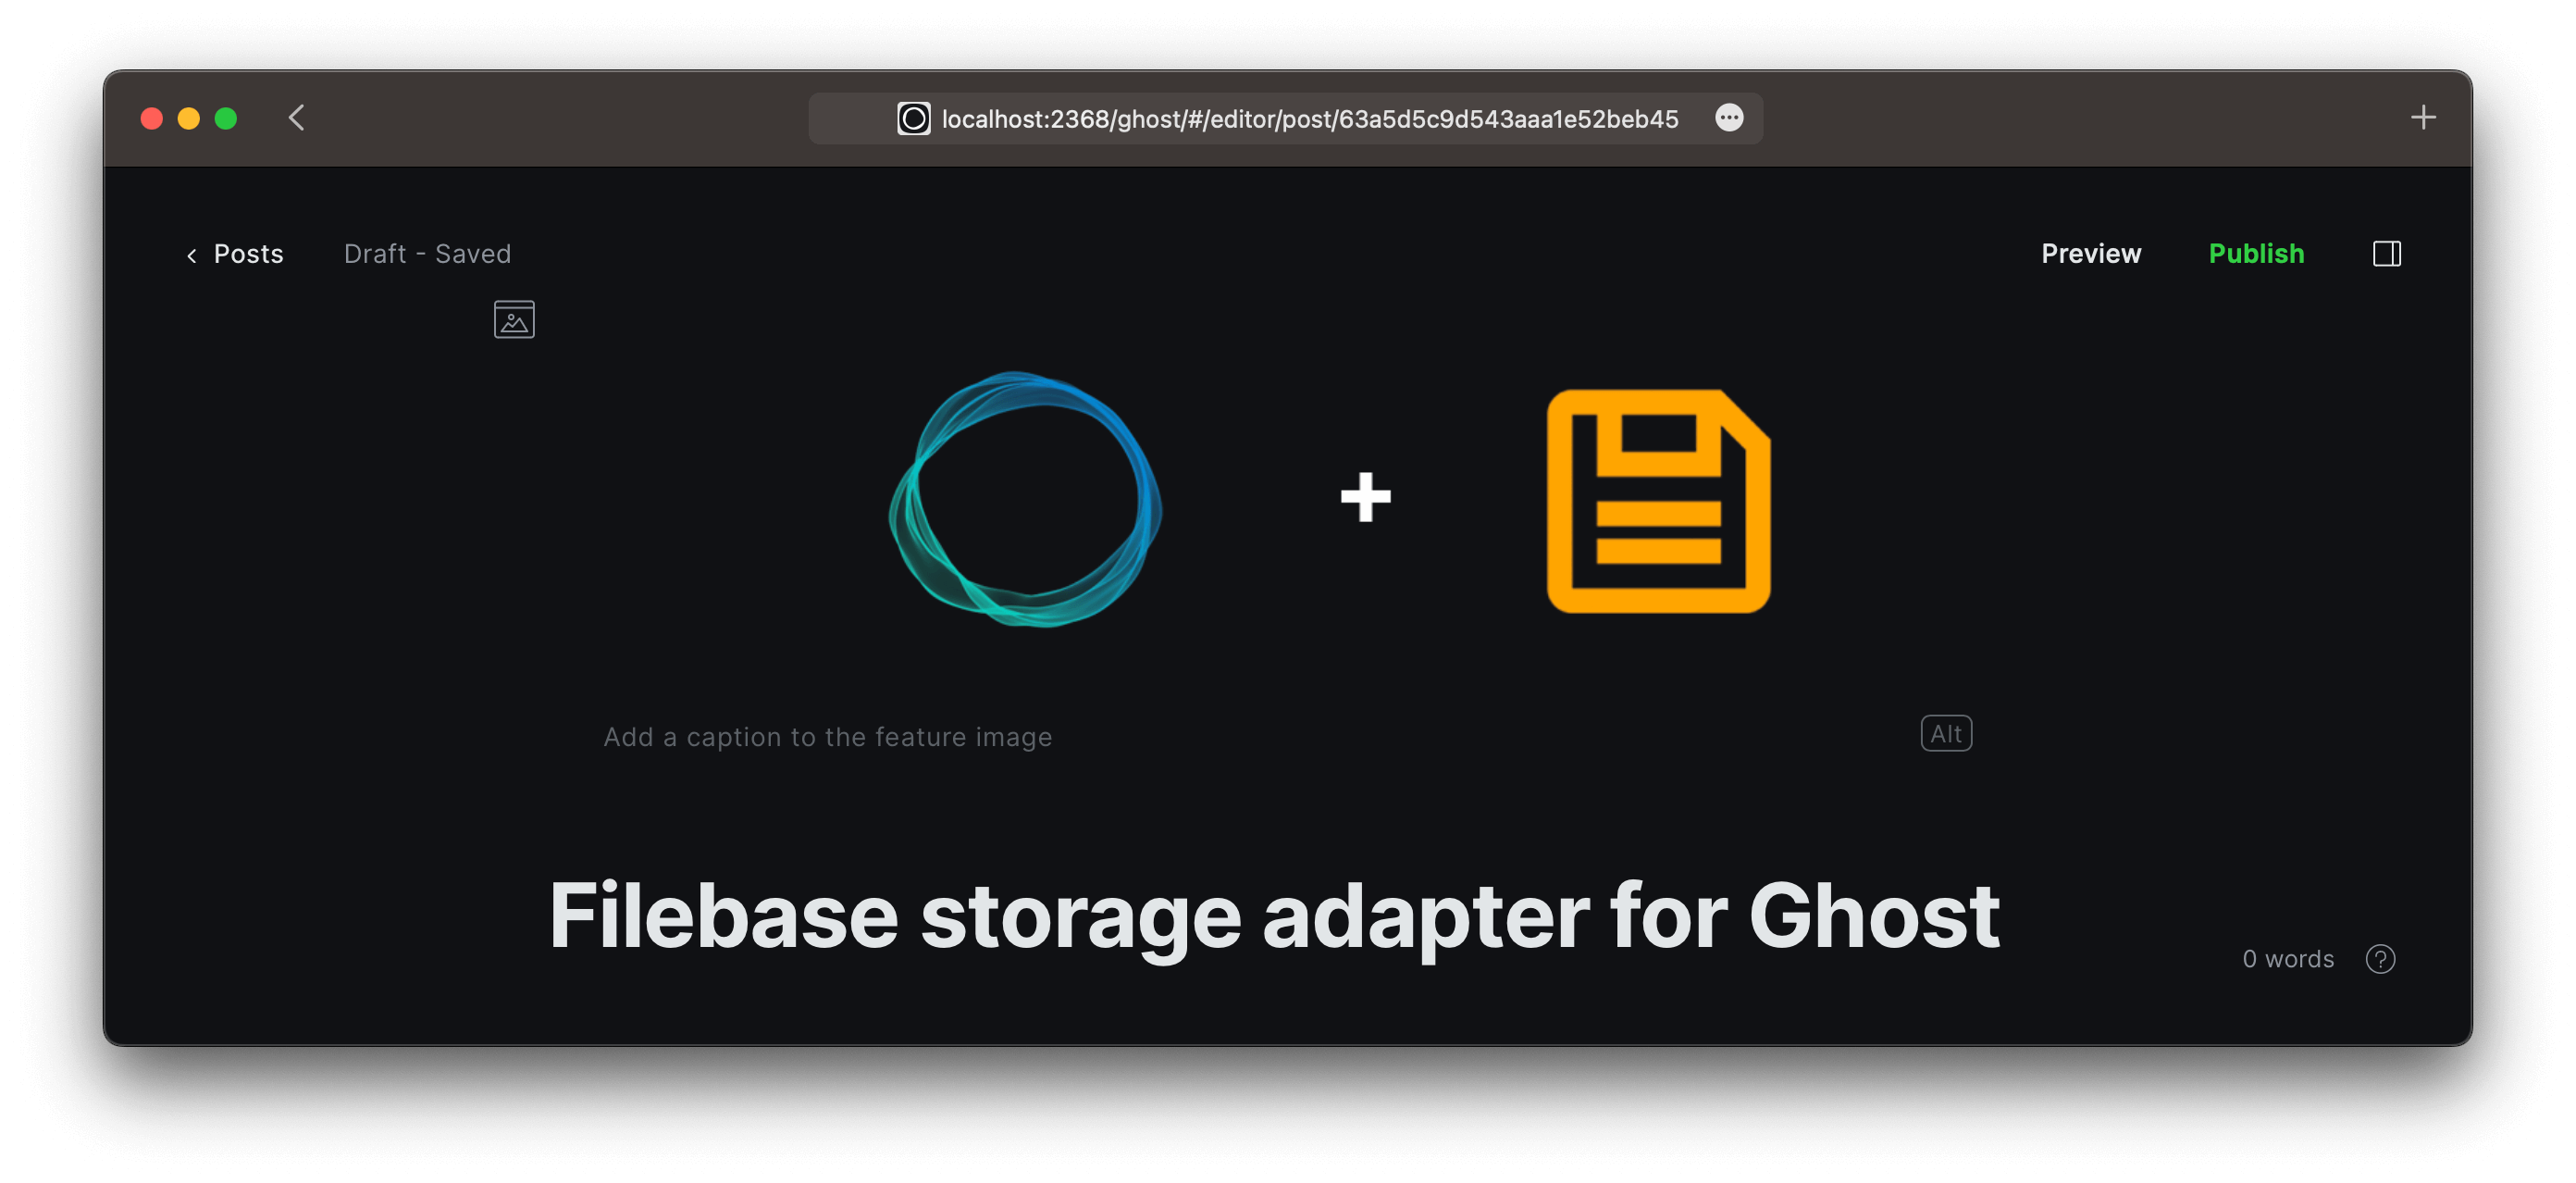 localhost:2368/ghost/#/editor/post/63a5d5c9d543aaa1e52beb45
Posts
Draft - Saved
Preview
Publish
+
Add a caption to the feature image
Alt
Filebase storage adapter for Ghost
0 words
?